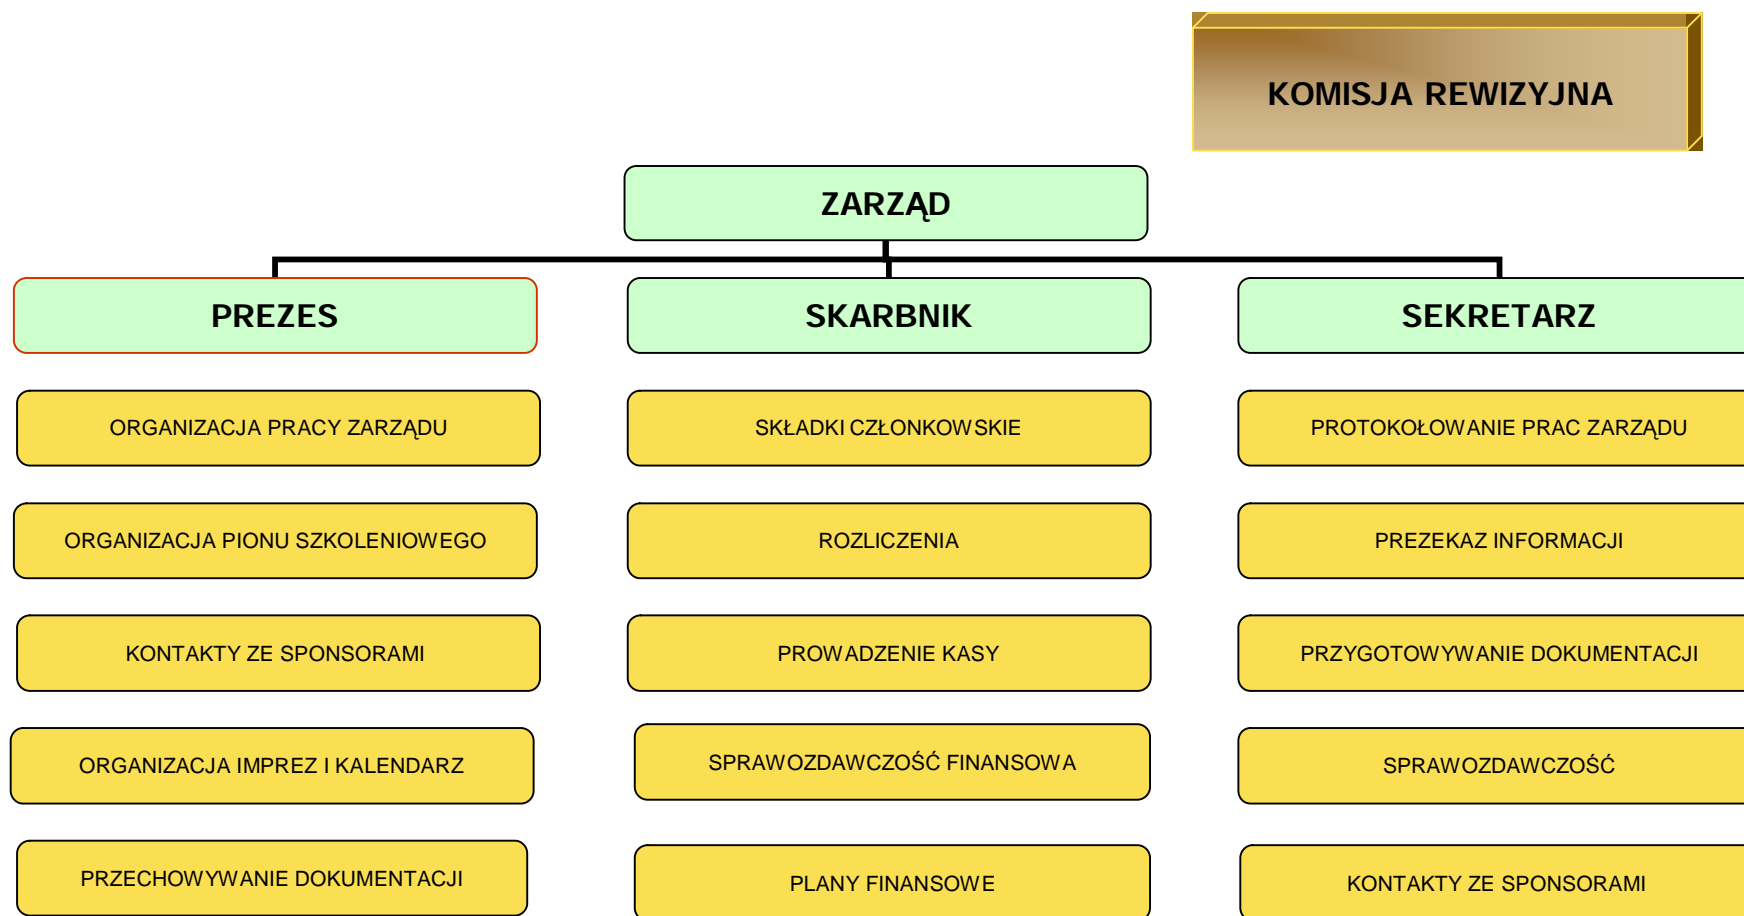 KOMISJA REWIZYJNA
ZARZĄD
PREZES
SKARBNIK
SEKRETARZ
ORGANIZACJA PRACY ZARZĄDU
SKŁADKI CZŁONKOWSKIE
PROTOKOŁOWANIE PRAC ZARZĄDU
ORGANIZACJA PIONU SZKOLENIOWEGO
ROZLICZENIA
PREZEKAZ INFORMACJI
KONTAKTY ZE SPONSORAMI
PROWADZENIE KASY
PRZYGOTOWYWANIE DOKUMENTACJI
ORGANIZACJA IMPREZ I KALENDARZ
SPRAWOZDAWCZOŚĆ FINANSOWA
SPRAWOZDAWCZOŚĆ
PRZECHOWYWANIE DOKUMENTACJI
PLANY FINANSOWE
KONTAKTY ZE SPONSORAMI